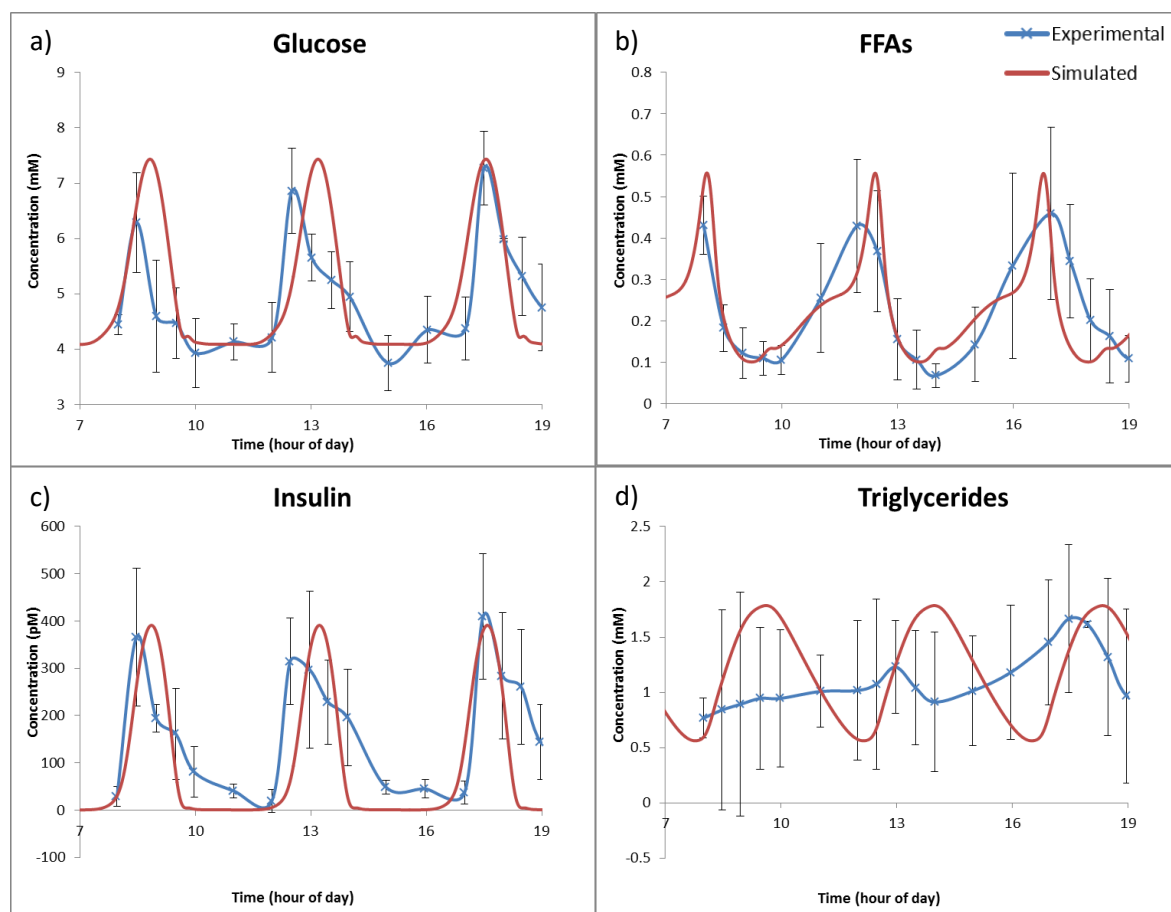 a)
Glucose
Concentration (mM)
9
8
7
6
5
4
3
7 10 13 16 19
Time (hour of day)
b)
FFAs
Experimental
Simulated
Concentration (mM)
0.8
0.7
0.6
0.5
0.4
0.3
0.2
0.1
0
7 10 13 16 19
Time (hour of day)
c)
Insulin
Concentration (pM)
600
500
400
300
200
100
0
-100
7 10 13 16 19
Time (hour of day)
d)
Triglycerides
Concentration (mM)
2.5
2
1.5
1
0.5
0
-0.5
7 10 13 16 19
Time (hour of day)